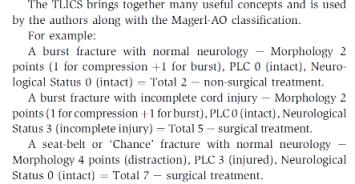 The TLICS brings together many useful concepts and is used
by the authors along with the Magerl-AO classification.
For example:
A burst fracture with normal neurology – Morphology 2
points (1 for compression +1 for burst), PLC 0 (intact), Neuro-
logical Status 0 (intact) = Total 2 – non-surgical treatment.
A burst fracture with incomplete cord injury – Morphology 2
points (1 for compression +1 for burst), PLC 0 (intact), Neurological
Status 3 (incomplete injury) = Total 5 – surgical treatment.
A seat-belt or 'Chance' fracture with normal neurology –
Morphology 4 points (distraction), PLC 3 (injured), Neurological
Status 0 (intact) = Total 7 – surgical treatment.